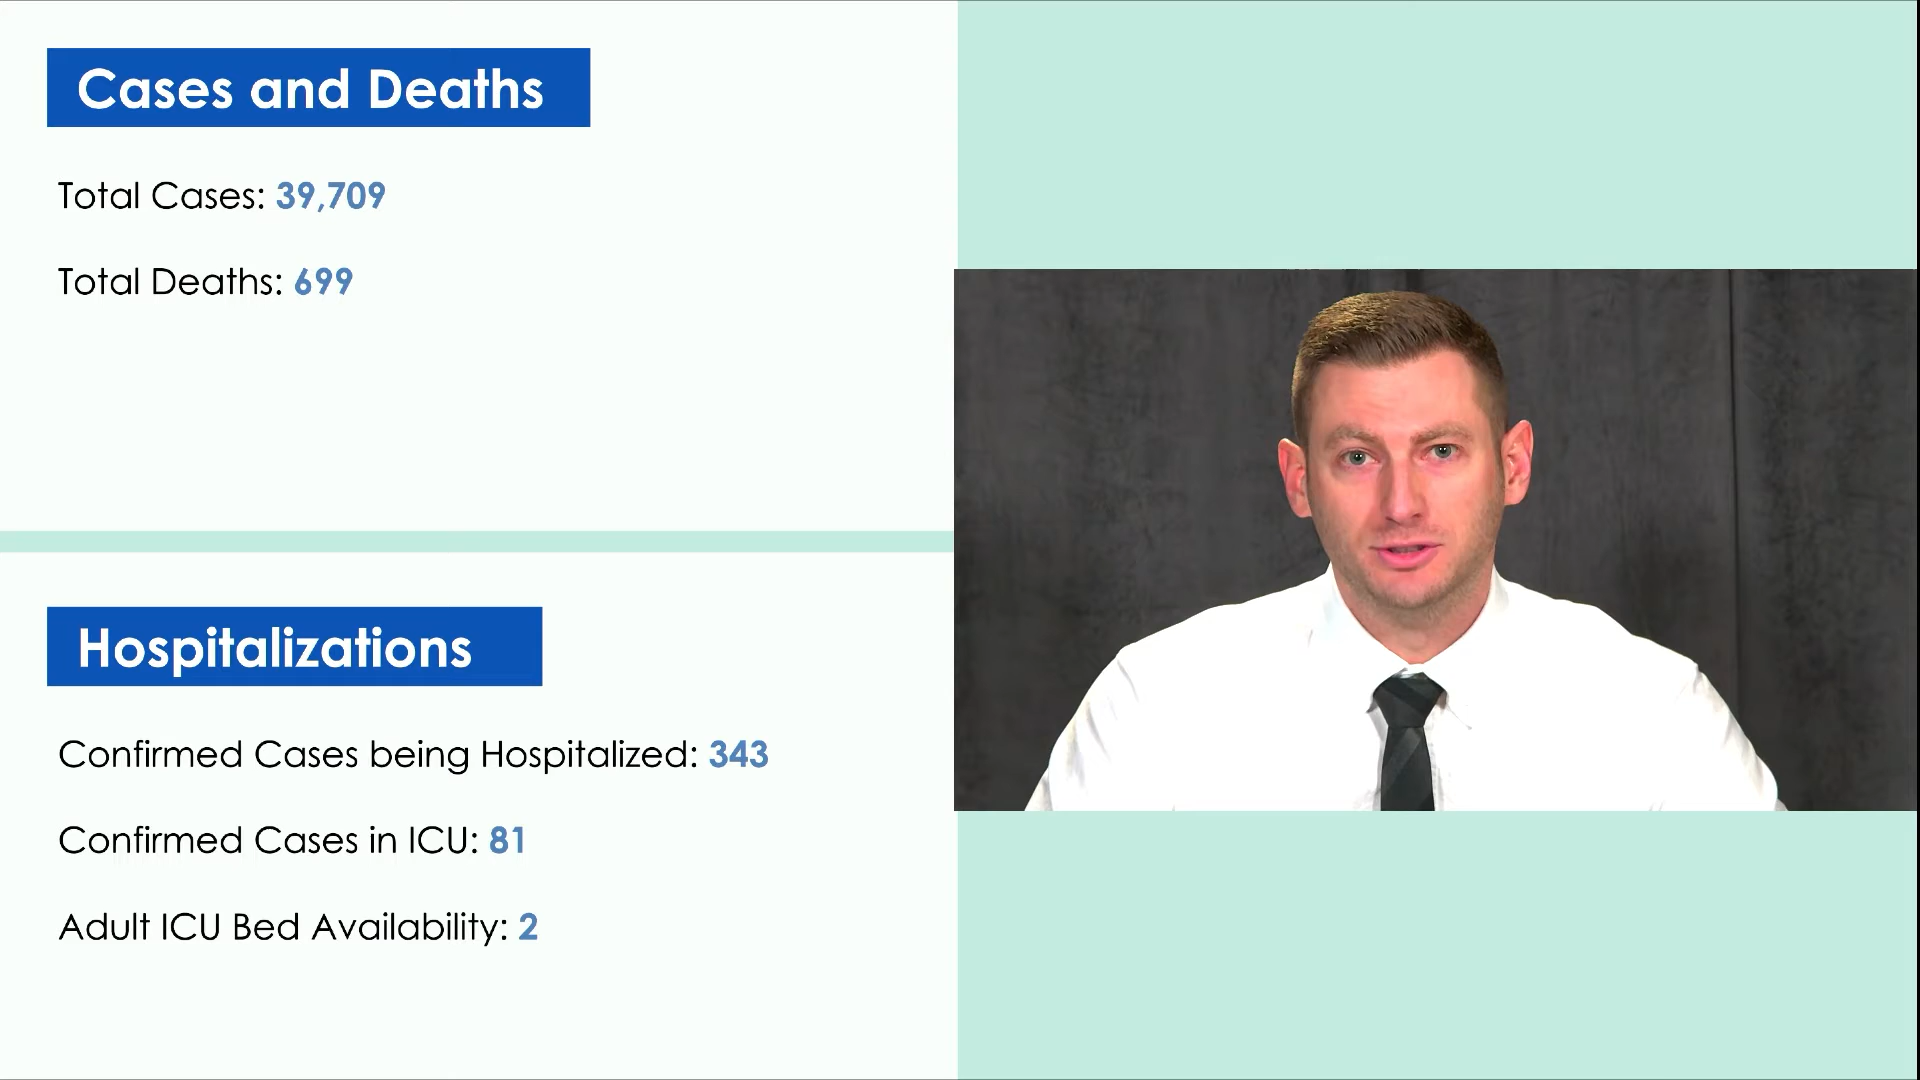 Cases and Deaths
Total Cases: 39,709
Total Deaths: 699
Hospitalizations
Confirmed Cases being Hospitalized: 343
Confirmed Cases in ICU: 81
Adult ICU Bed Availability: 2